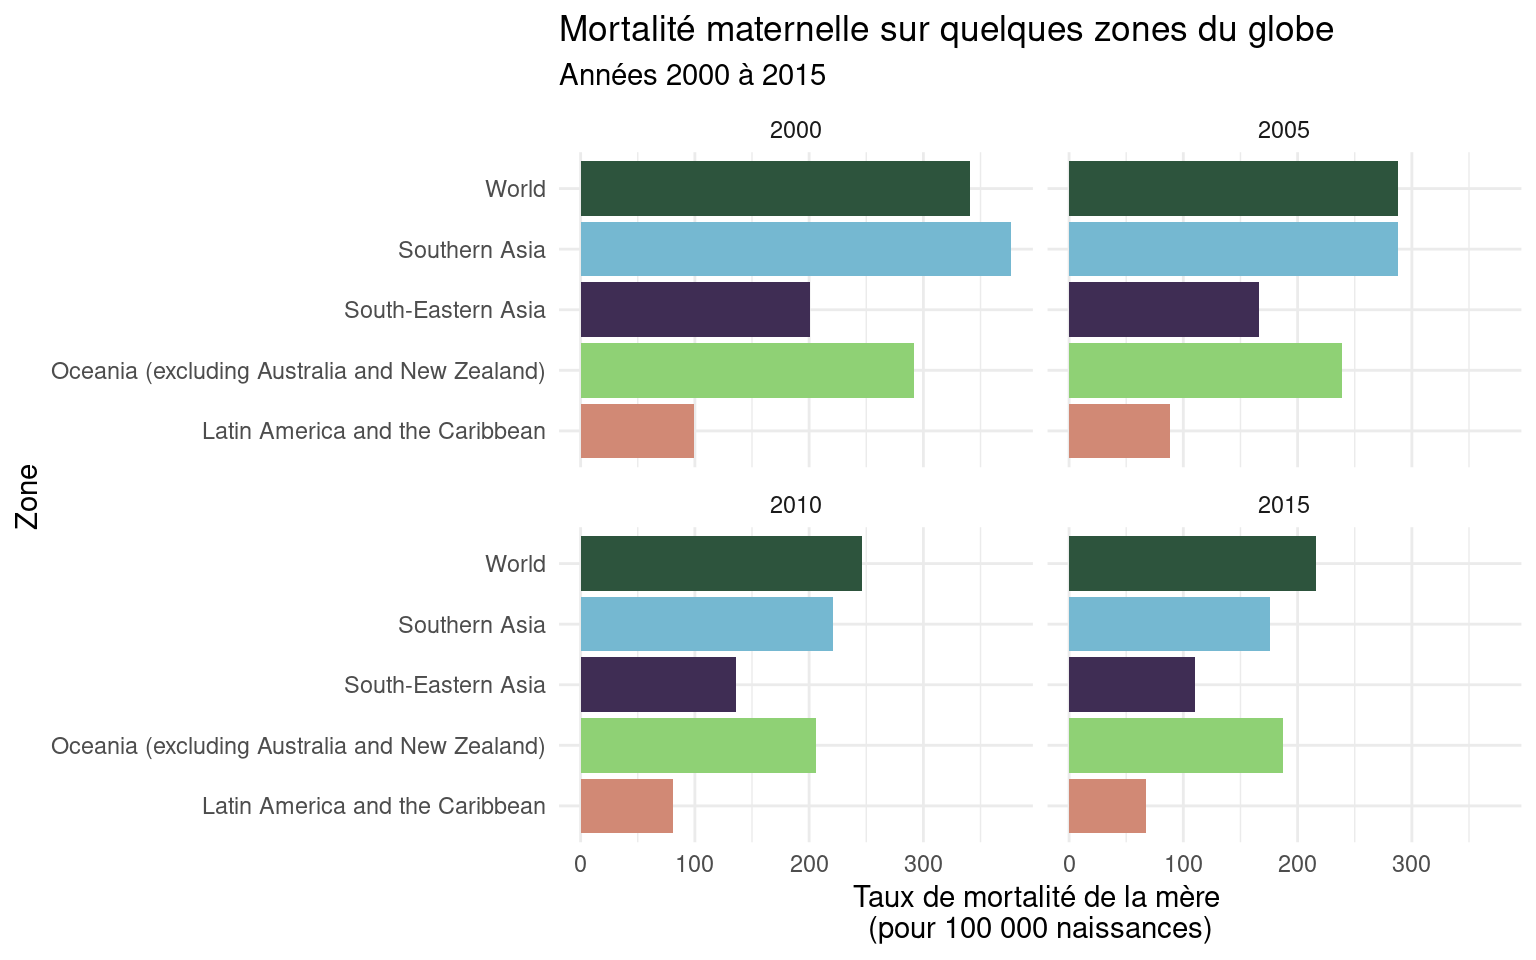 Mortalité maternelle sur quelques zones du globe
Années 2000 à 2015
2000
2005
World
Southern Asia
South-Eastern Asia
Oceania (excluding Australia and New Zealand)
Latin America and the Caribbean
Zone
2010
2015
World
Southern Asia
South-Eastern Asia
Oceania (excluding Australia and New Zealand)
Latin America and the Caribbean
0 100 200 300
0 100 200 300
Taux de mortalité de la mère
(pour 100 000 naissances)